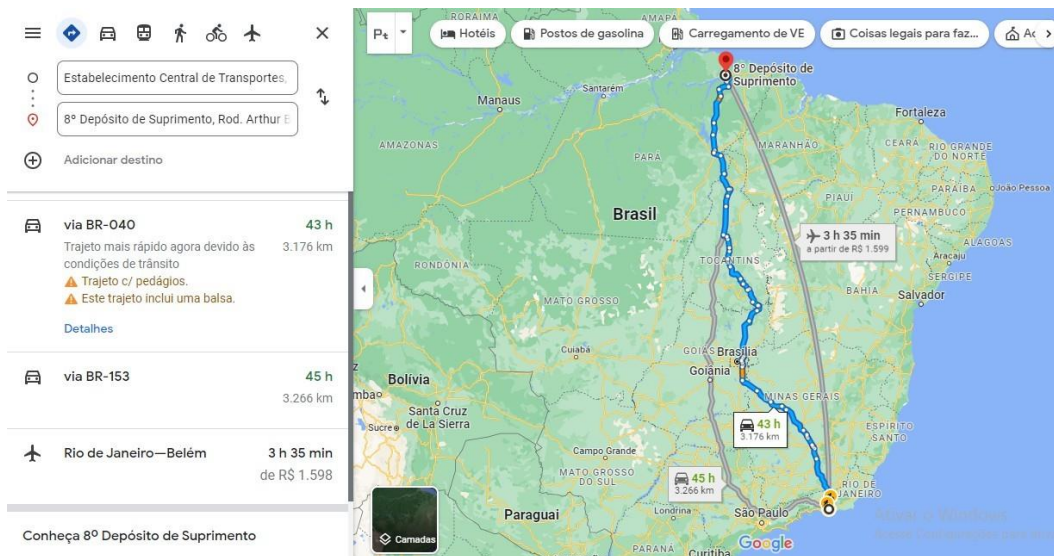 Estabelecimento Central de Transportes,
8º Depósito de Suprimento, Rod. Arthur B
Adicionar destino
via BR-040
43 h
Trajeto mais rápido agora devido às
3.176 km
condições de trânsito
Trajeto c/ pedágios.
Este trajeto inclui uma balsa.
Detalhes
via BR-153
45 h
3.266 km
Rio de Janeiro—Belém
3 h 35 min
de R$ 1.598
Conheça 8º Depósito de Suprimento
Hotéis
Postos de gasolina
Carregamento de VE
Coisas legais para faz...
RORAIMA
AMAPÁ
8° Depósito de
Suprimento
Manaus
Santarém
Fortaleza
AMAZONAS
PARÁ
MARANHÃO
CEARÁ
RIO GRANDE
DO NORTE
PARAÍBA
João Pessoa
PIAUÍ
PERNAMBUCO
Brasil
3 h 35 min
a partir de R$ 1.599
ALAGOAS
Aracaju
SERGIPE
TOCANTINS
RONDÔNIA
BAHIA
Salvador
MATO GROSSO
Cuiabá
GOIÁS
Brasília
Goiânia
Bolívia
Santa Cruz
de La Sierra
Sucre
MINAS GERAIS
43 h
3.176 km
ESPÍRITO
SANTO
Campo Grande
MATO GROSSO
DO SUL
45 h
3.266 km
RIO DE
JANEIRO
Paraguai
Londrina
São Paulo
PARANÁ
Curitiba
Camadas
Google
Ativar o Windows